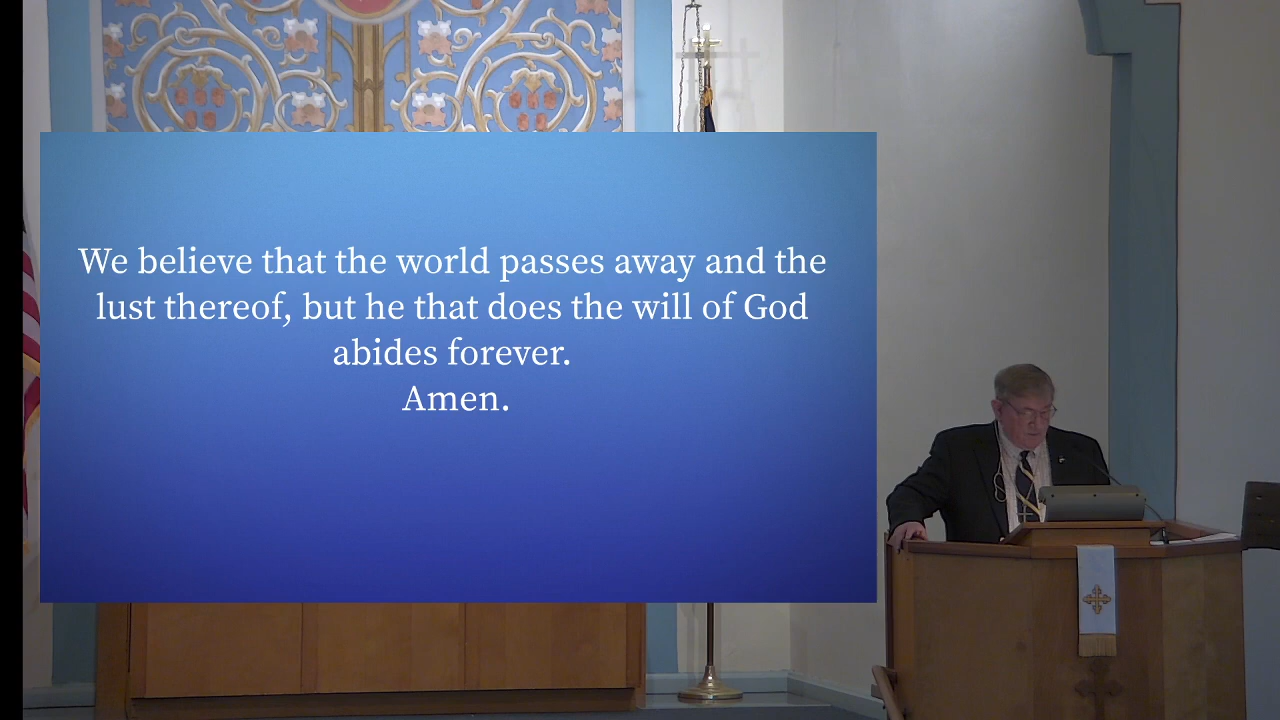 We believe that the world passes away and the
lust thereof, but he that does the will of God
abides forever.
Amen.